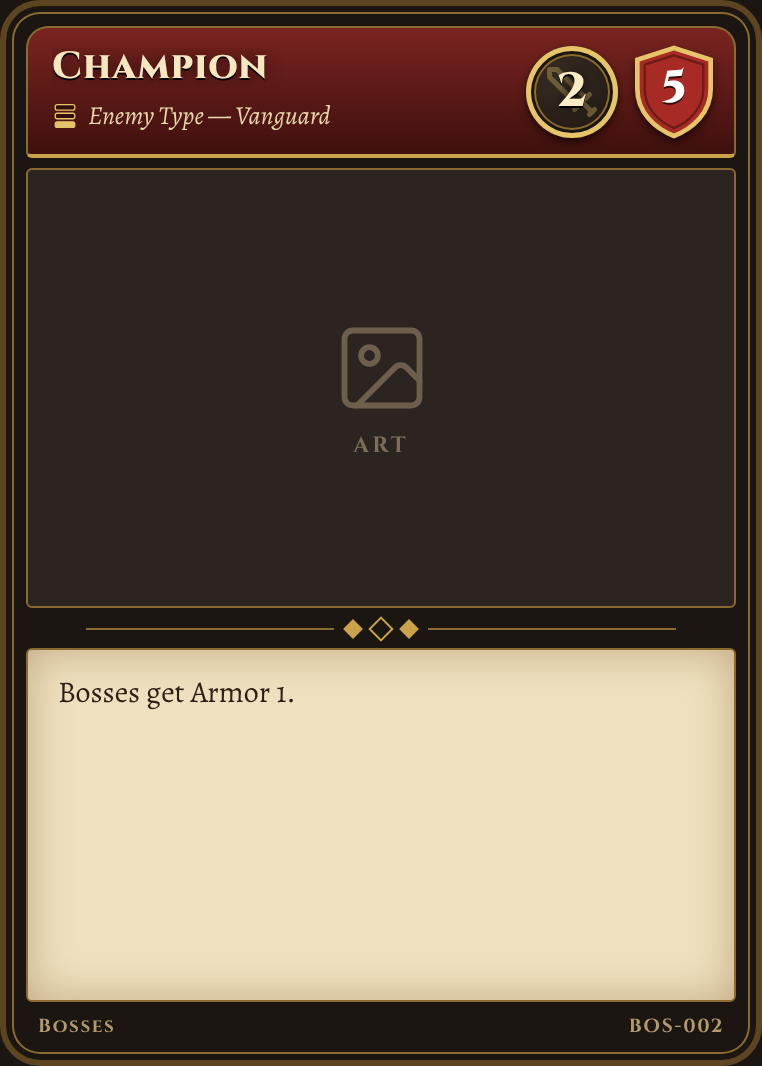 Champion
Enemy Type — Vanguard
2
5
ART
Bosses get Armor 1.
Bosses
BOS-002